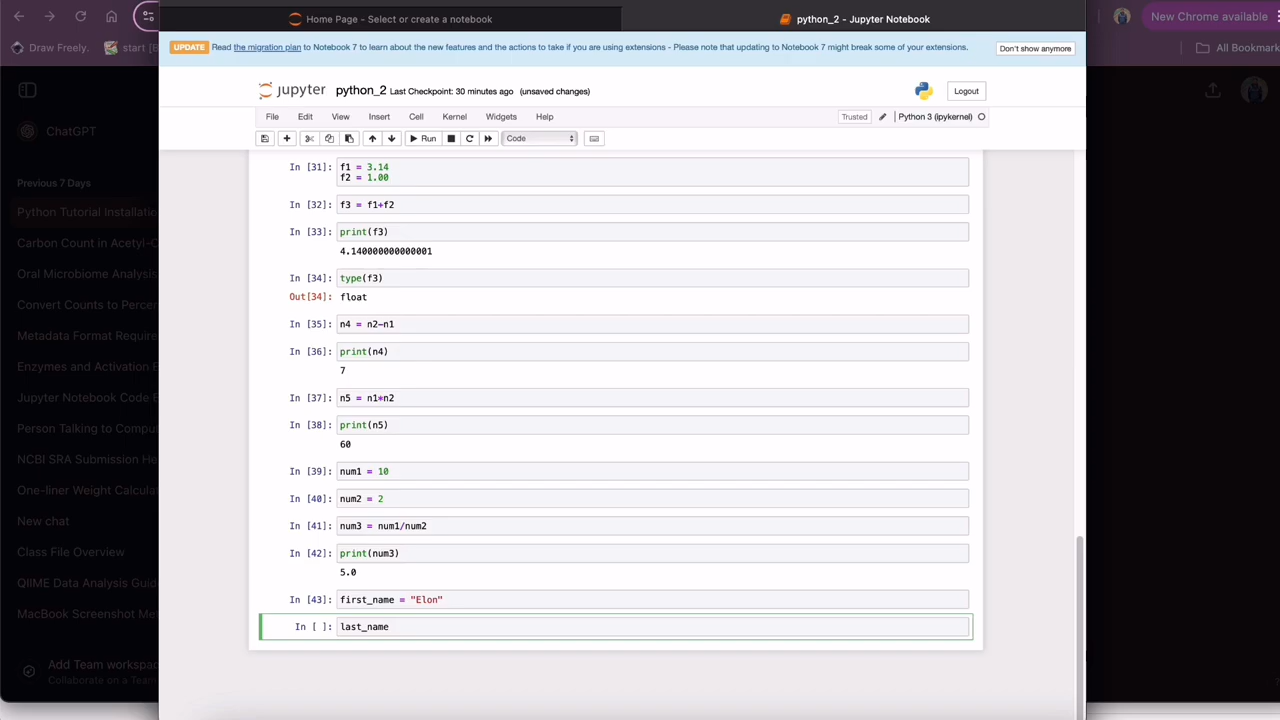 Home Page - Select or create a notebook
python_2 - Jupyter Notebook
New Chrome available
Draw Freely.
start [
All Bookmark
UPDATE Read the migration plan to Notebook 7 to learn about the new features and the actions to take if you are using extensions - Please note that updating to Notebook 7 might break some of your extensions.
Don't show anymore
jupyter python_2 Last Checkpoint: 30 minutes ago (unsaved changes)
Logout
File Edit View Insert Cell Kernel Widgets Help
Trusted
Python 3 (ipykernel)
Run
Code
ChatGPT
Previous 7 Days
Python Tutorial Installatio
Carbon Count in Acetyl-C
Oral Microbiome Analysis
Convert Counts to Percen
Metadata Format Require
Enzymes and Activation E
Jupyter Notebook Code E
Person Talking to Compu
NCBI SRA Submission He
One-liner Weight Calcula
New chat
Class File Overview
QIIME Data Analysis Guid
MacBook Screenshot Me
Add Team workspa
Collaborate on a Team
In [31]: f1 = 3.14
f2 = 1.00
In [32]: f3 = f1+f2
In [33]: print(f3)
4.140000000000001
In [34]: type(f3)
Out[34]: float
In [35]: n4 = n2-n1
In [36]: print(n4)
7
In [37]: n5 = n1*n2
In [38]: print(n5)
60
In [39]: num1 = 10
In [40]: num2 = 2
In [41]: num3 = num1/num2
In [42]: print(num3)
5.0
In [43]: first_name = "Elon"
In [ ]: last_name